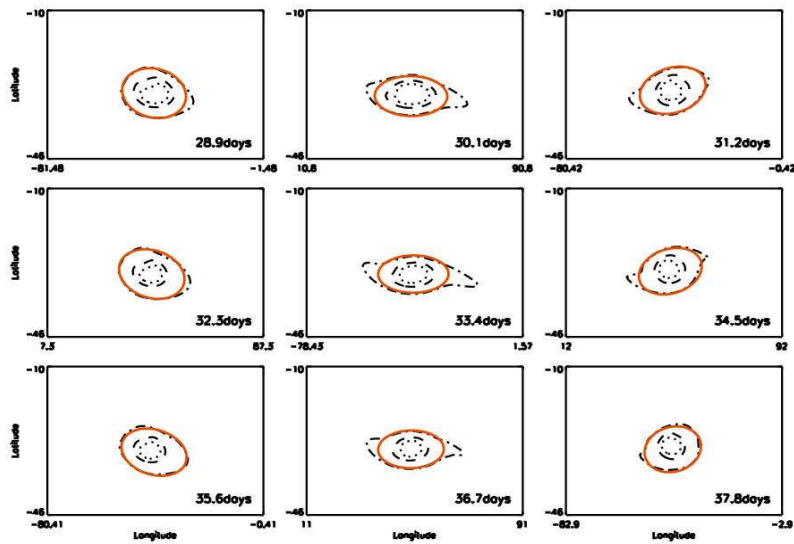 -10 -10 -10
Latitude
28.9days 30.1days 31.2days
-46 -46 -46
-81.48 -1.48 10.8 90.8 -80.42 -0.42
-10 -10 -10
Latitude
32.3days 33.4days 34.5days
-46 -46 -46
7.3 87.3 -78.43 1.57 12 92
-10 -10 -10
Latitude
35.6days 36.7days 37.8days
-46 -46 -46
-80.41 -0.41 11 91 -82.9 -2.9
Longitude Longitude Longitude